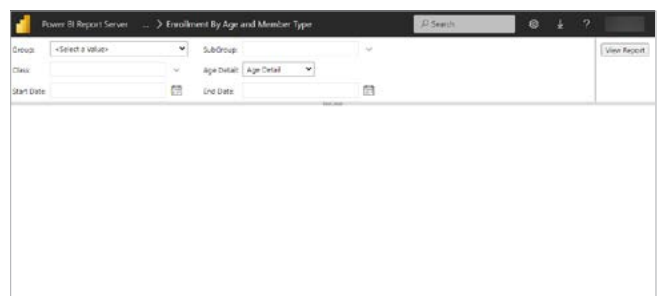 Power BI Report Server ... > Enrollment By Age and Member Type Search ?
Group: <Select a Value> SubGroup: View Report
Class: Age Detail: Age Detail
Start Date: End Date: